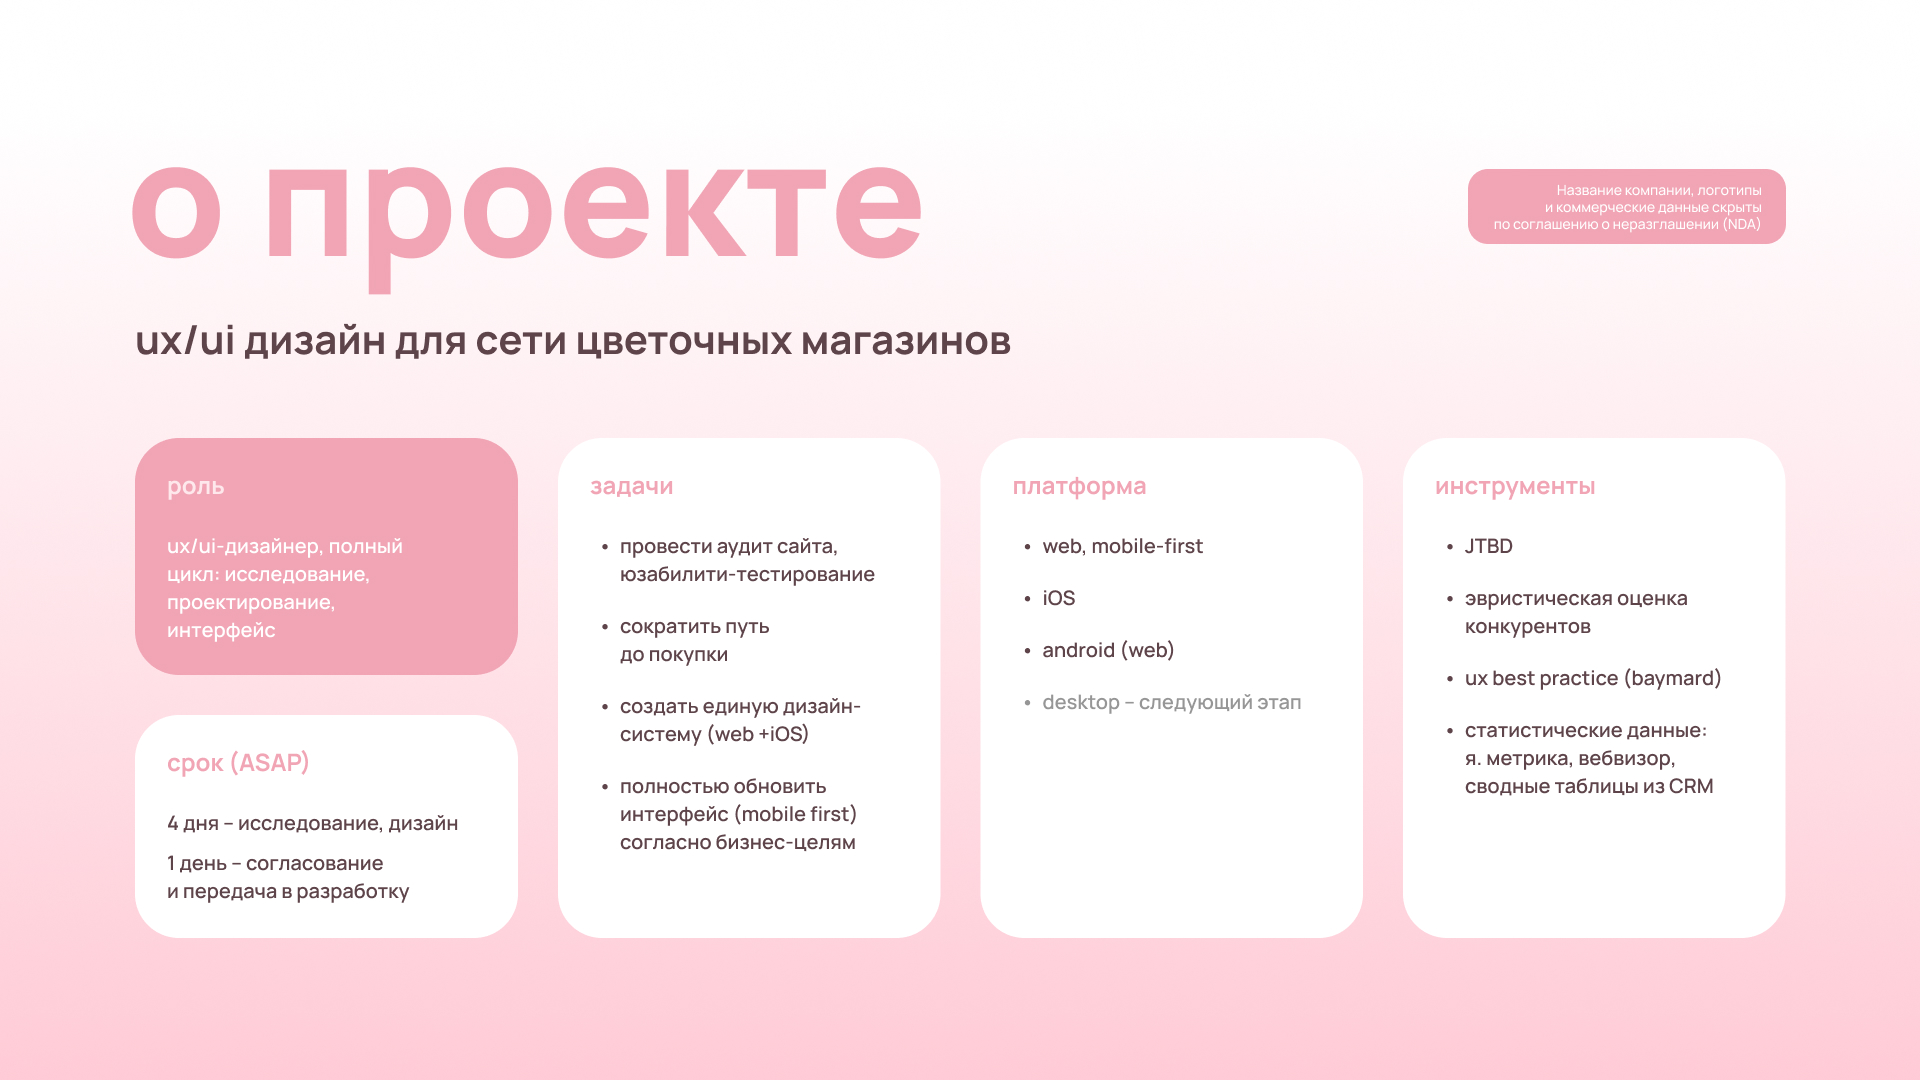 о проекте
Название компании, логотипы
и коммерческие данные скрыты
по соглашению о неразглашении (NDA)
ux/ui дизайн для сети цветочных магазинов
роль
ux/ui-дизайнер, полный
цикл: исследование,
проектирование,
интерфейс
срок (ASAP)
4 дня – исследование, дизайн
1 день – согласование
и передача в разработку
задачи
• провести аудит сайта,
юзабилити-тестирование
• сократить путь
до покупки
• создать единую дизайн-
систему (web +iOS)
• полностью обновить
интерфейс (mobile first)
согласно бизнес-целям
платформа
• web, mobile-first
• iOS
• android (web)
• desktop – следующий этап
инструменты
• JTBD
• эвристическая оценка
конкурентов
• ux best practice (baymard)
• статистические данные:
я. метрика, вебвизор,
сводные таблицы из CRM